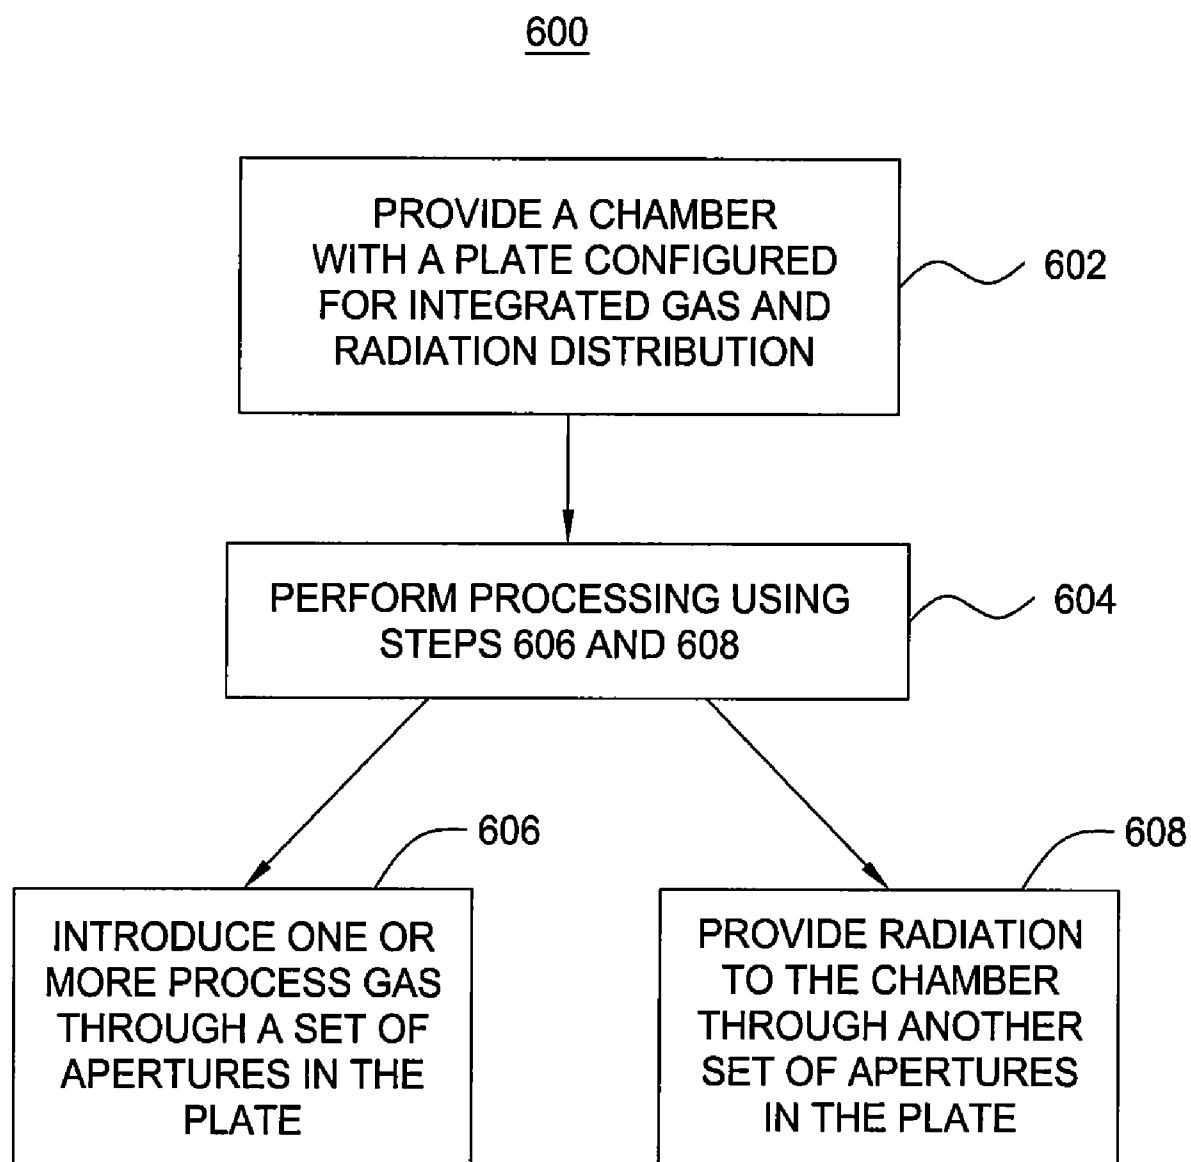 600
PROVIDE A CHAMBER
WITH A PLATE CONFIGURED
FOR INTEGRATED GAS AND
RADIATION DISTRIBUTION
602
PERFORM PROCESSING USING
STEPS 606 AND 608
604
606
INTRODUCE ONE OR
MORE PROCESS GAS
THROUGH A SET OF
APERTURES IN THE
PLATE
608
PROVIDE RADIATION
TO THE CHAMBER
THROUGH ANOTHER
SET OF APERTURES
IN THE PLATE